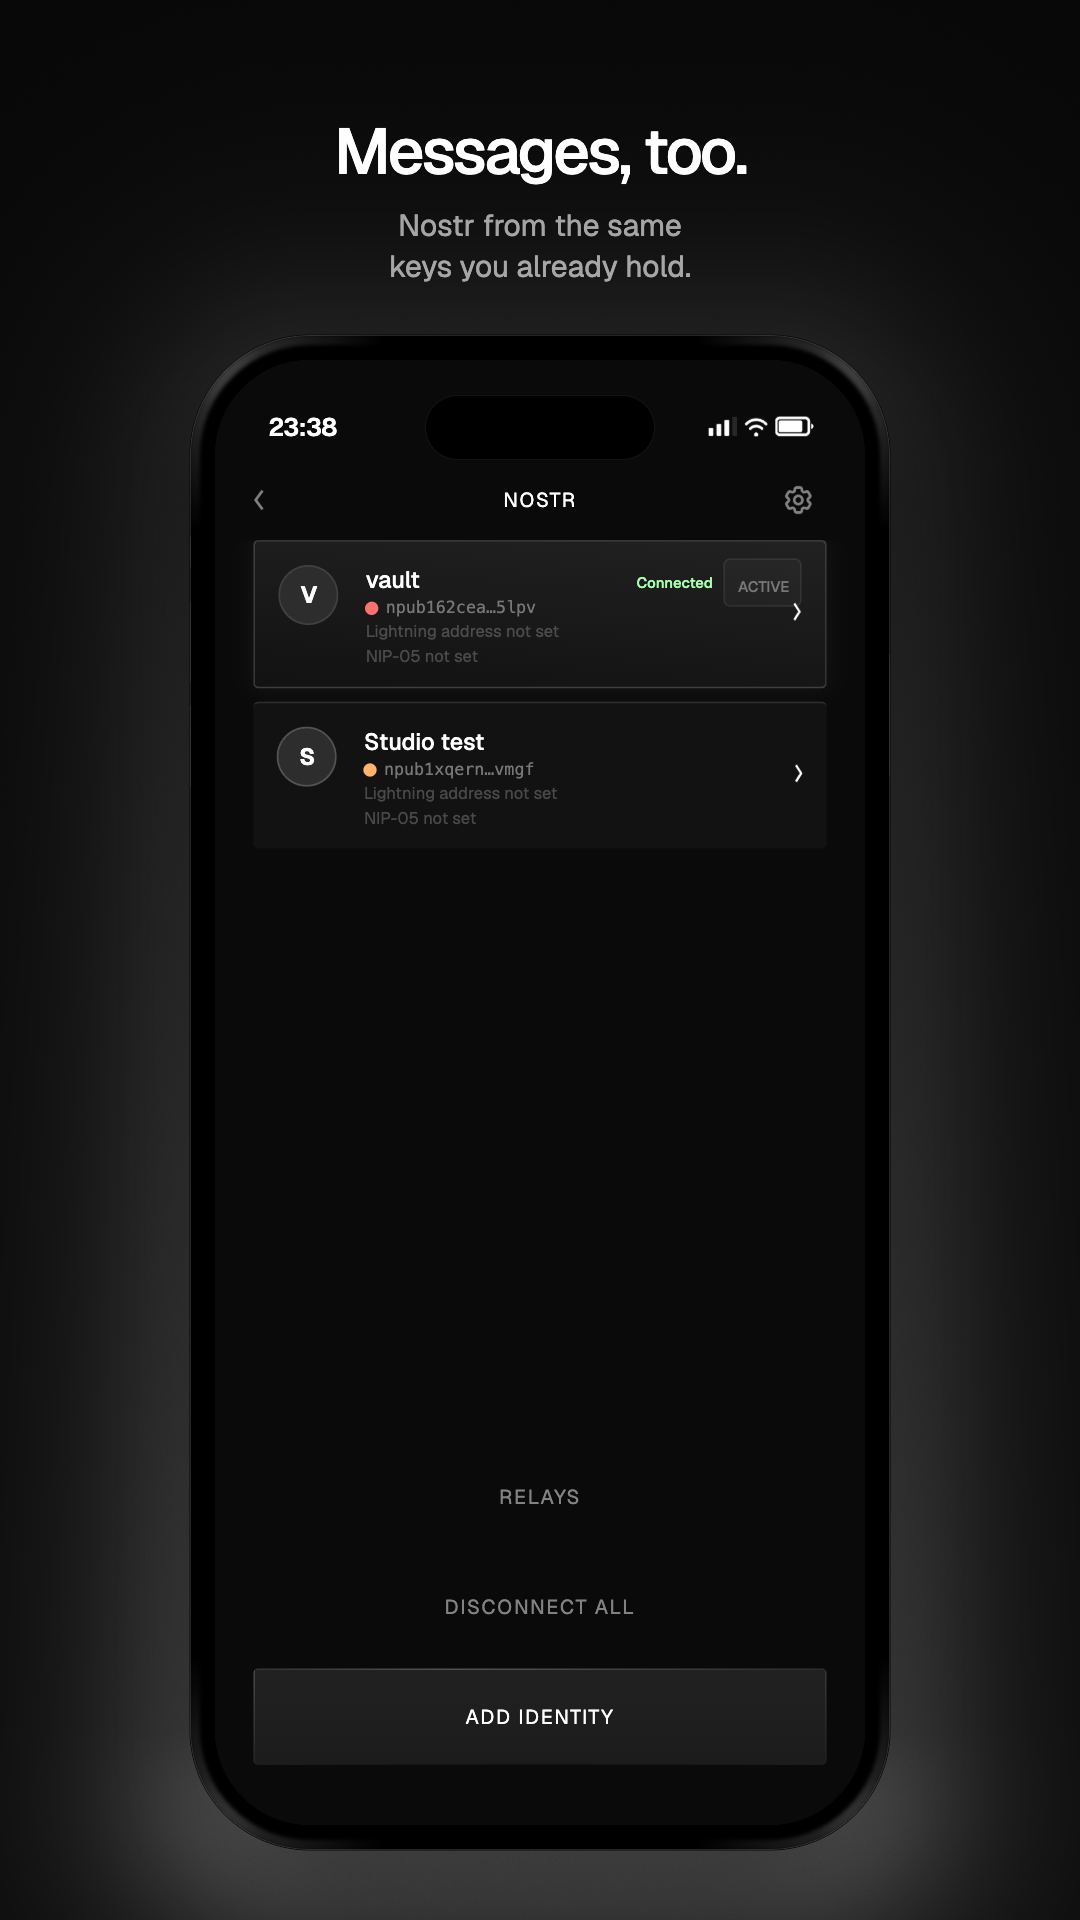 Messages, too.
Nostr from the same
keys you already hold.
23:38
NOSTR
V
vault
Connected
ACTIVE
npub162cea…5lpv
Lightning address not set
NIP-05 not set
S
Studio test
npub1xqern…vmgf
Lightning address not set
NIP-05 not set
RELAYS
DISCONNECT ALL
ADD IDENTITY